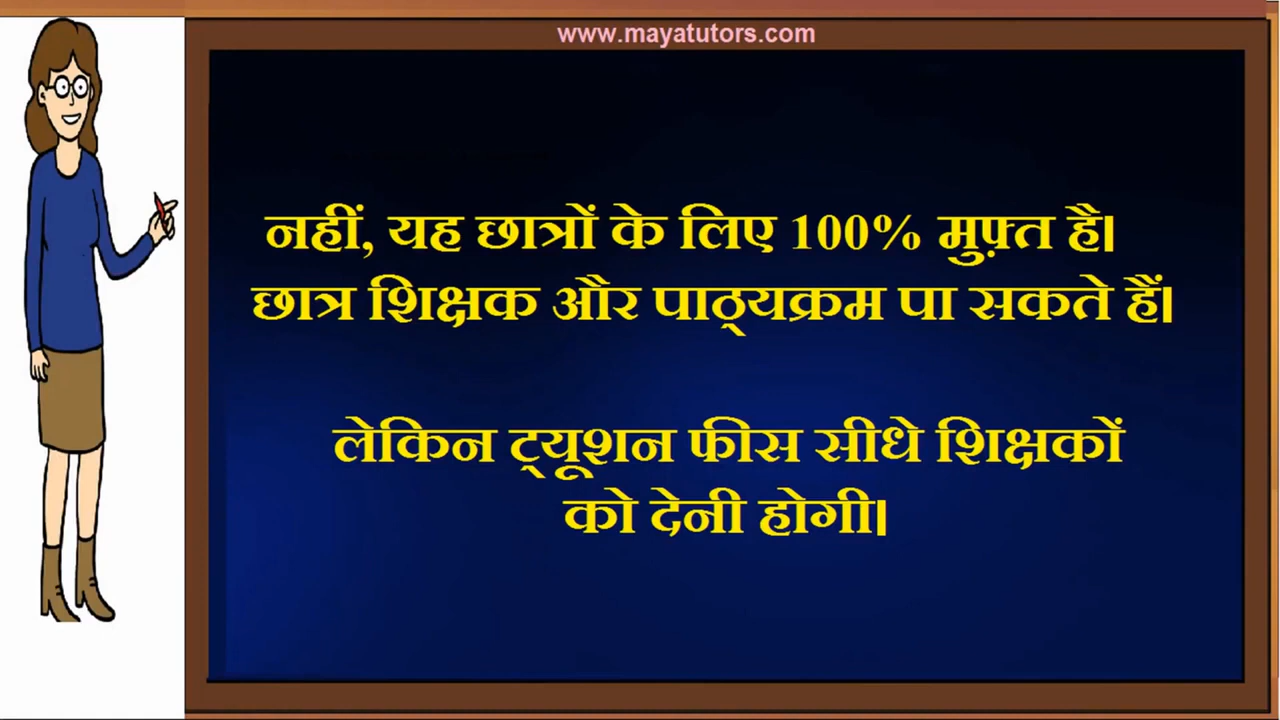 www.mayatutors.com
नहीं, यह छात्रों के लिए 100% मुफ़्त है।
छात्र शिक्षक और पाठ्यक्रम पा सकते हैं।
लेकिन ट्यूशन फीस सीधे शिक्षकों
को देनी होगी।